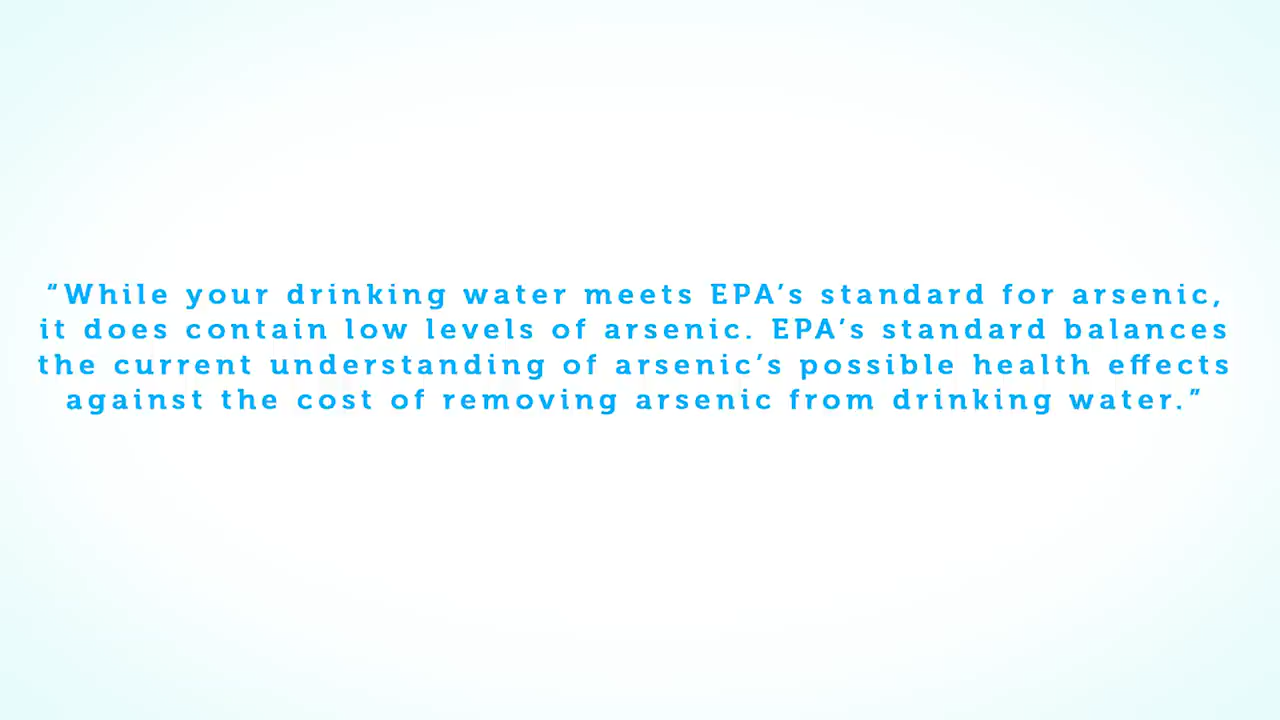 “While your drinking water meets EPA’s standard for arsenic,
it does contain low levels of arsenic. EPA’s standard balances
the current understanding of arsenic’s possible health effects
against the cost of removing arsenic from drinking water.”